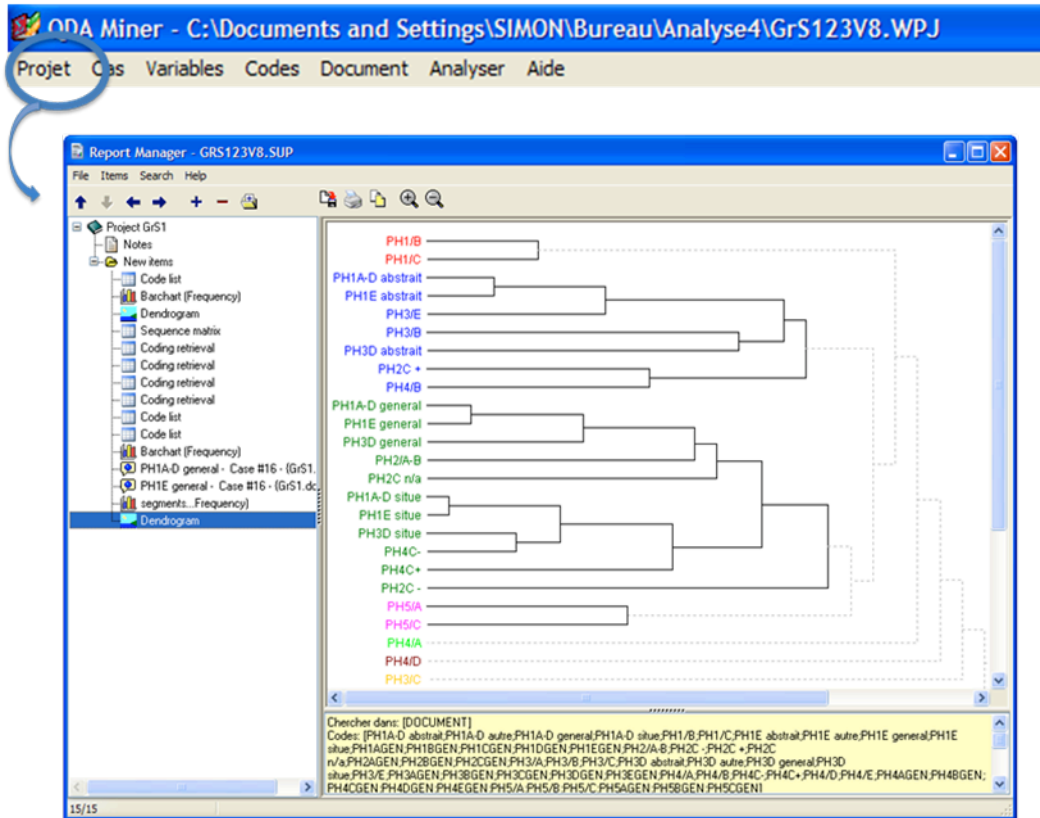 QDA Miner - C:\Documents and Settings\SIMON\Bureau\Analyse4\GrS123V8.WPJ
Projet Cas Variables Codes Document Analyser Aide
Report Manager - GRS123V8.SUP
File Items Search Help
Project GrS1
Notes
New items
Code list
Barchart (Frequency)
Dendrogram
Sequence matrix
Coding retrieval
Coding retrieval
Coding retrieval
Coding retrieval
Code list
Code list
Barchart (Frequency)
PH1A-D general - Case #16 - (GrS1.
PH1E general - Case #16 - (GrS1.dc
segments...Frequency)
Dendrogram
PH1/B
PH1/C
PH1A-D abstrait
PH1E abstrait
PH3/E
PH3/B
PH3D abstrait
PH2C +
PH4/B
PH1A-D general
PH1E general
PH3D general
PH2/A-B
PH2C n/a
PH1A-D situe
PH1E situe
PH3D situe
PH4C-
PH4C+
PH2C -
PH5/A
PH5/C
PH4/A
PH4/D
PH3/C
Chercher dans: [DOCUMENT]
Codes: [PH1A-D abstrait;PH1A-D autre;PH1A-D general;PH1A-D situe;PH1/B;PH1/C;PH1E abstrait;PH1E autre;PH1E general;PH1E
situe;PH1AGEN;PH1BGEN;PH1CGEN;PH1DGEN;PH1EGEN;PH2/A-B;PH2C -;PH2C +;PH2C
n/a;PH2AGEN;PH2BGEN;PH2CGEN;PH3/A;PH3/B;PH3/C;PH3D abstrait;PH3D autre;PH3D general;PH3D
situe;PH3/E;PH3AGEN;PH3BGEN;PH3CGEN;PH3DGEN;PH3EGEN;PH4/A;PH4/B;PH4C-;PH4C+;PH4/D;PH4/E;PH4AGEN;PH4BGEN;
PH4CGEN;PH4DGEN;PH4EGEN;PH5/A;PH5/B;PH5/C;PH5AGEN;PH5BGEN;PH5CGEN]
15/15